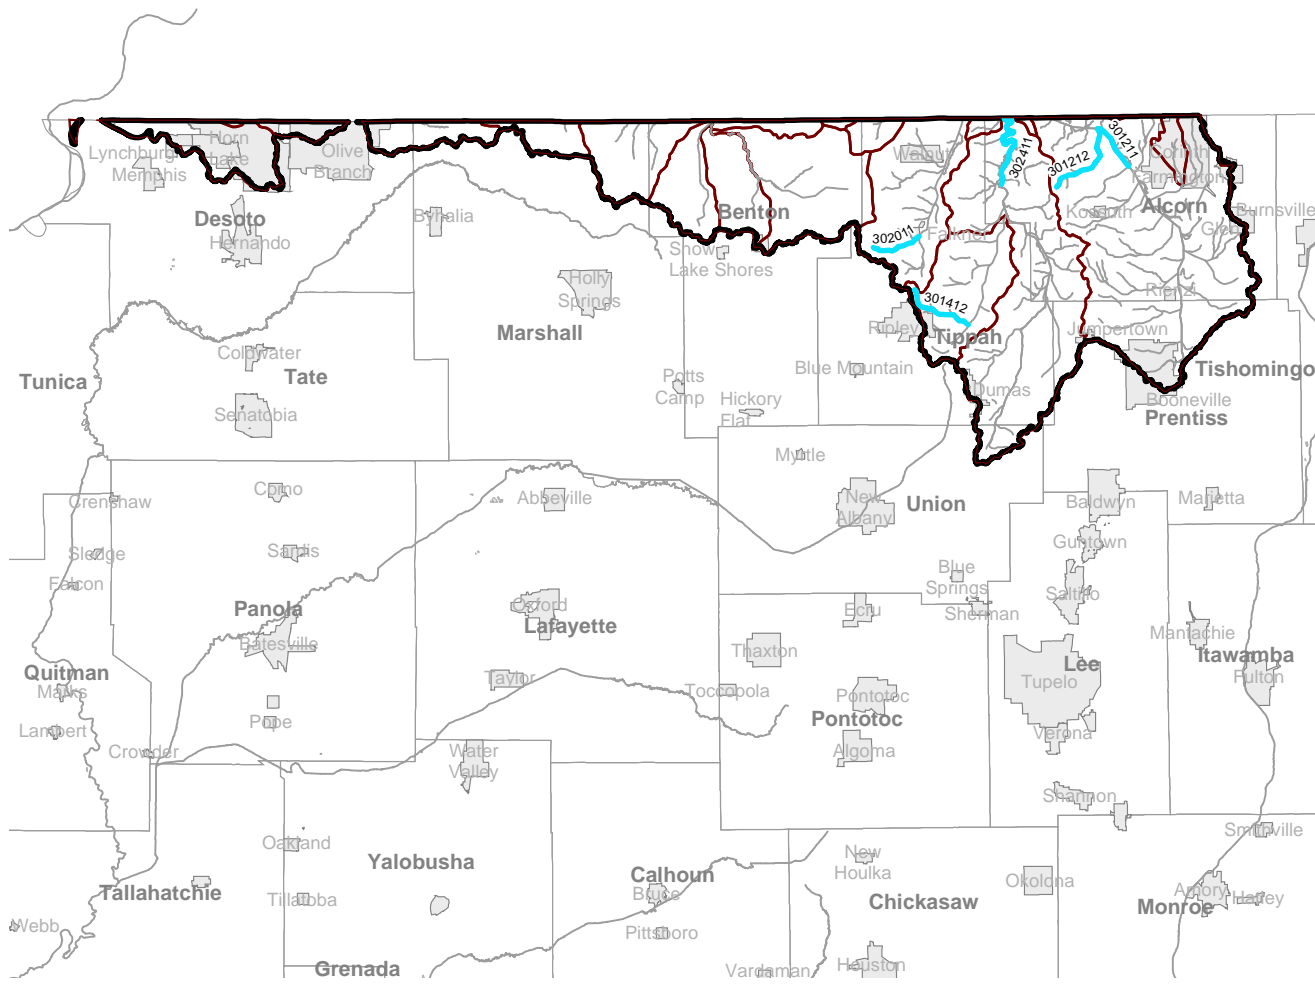 Horn
Lake
Lynchburg
Memphis
Olive
Branch
Walnut
302411
301212
301211
Corinth
Farmington
Desoto
Hernando
Byhalia
Benton
Snow
Lake Shores
302011
Falkner
Kossuth
Alcorn
Glen
Burnsville
Holly
Springs
Marshall
301412
Ripley
Tippah
Rienzi
Jumpertown
Coldwater
Tunica
Tate
Senatobia
Potts
Camp
Hickory
Flat
Blue Mountain
Dumas
Tishomingo
Booneville
Prentiss
Myrtle
Crenshaw
Como
Abbeville
New
Albany
Union
Baldwyn
Marietta
Sledge
Sardis
Guntown
Falcon
Panola
Batesville
Oxford
Lafayette
Blue
Springs
Sherman
Ecru
Saltillo
Mantachie
Itawamba
Fulton
Quitman
Marks
Taylor
Thaxton
Toccopola
Lee
Tupelo
Pontotoc
Pontotoc
Lambert
Pope
Crowder
Water
Valley
Algoma
Verona
Shannon
Smithville
Oakland
Yalobusha
Calhoun
Bruce
New
Houlka
Chickasaw
Okolona
Tallahatchie
Tillatoba
Amory
Hatley
Monroe
Webb
Pittsboro
Grenada
Vardaman
Houston